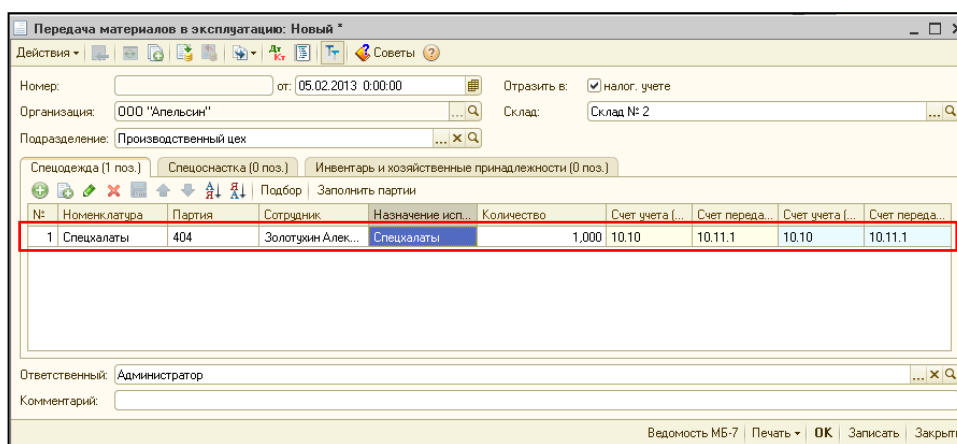 Передача материалов в эксплуатацию: Новый *
Действия Дт Кт Советы
Номер: от: 05.02.2013 0:00:00 Отразить в: налог. учете
Организация: ООО "Апельсин" Склад: Склад № 2
Подразделение: Производственный цех
Спецодежда (1 поз.) Спецоснастка (0 поз.) Инвентарь и хозяйственные принадлежности (0 поз.)
Подбор Заполнить партии
№ Номенклатура Партия Сотрудник Назначение исп... Количество Счет учета (... Счет переда... Счет учета (... Счет переда...
1 Спецхалаты 404 Золотухин Алек... Спецхалаты 1,000 10.10 10.11.1 10.10 10.11.1
Ответственный: Администратор
Комментарий:
Ведомость МБ-7 Печать OK Записать Закрыть